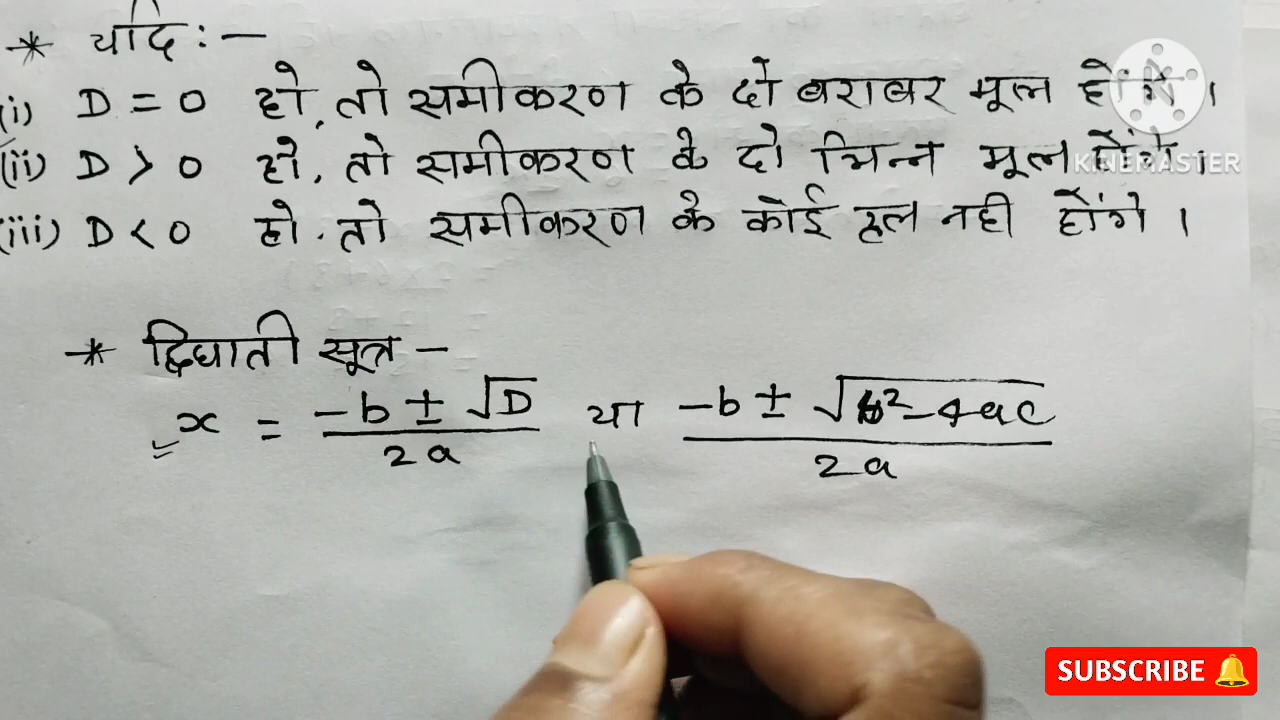 * यदि :-
(i) D = 0 हो, तो समीकरण के दो बराबर मूल होंगे ।
(ii) D > 0 हो, तो समीकरण के दो भिन्न मूल होंगे ।
(iii) D < 0 हो, तो समीकरण के कोई हल नही होंगे ।
KINEMASTER
* द्विघाती सूत्र -
x = (-b ± √D) / 2a या (-b ± √(b² - 4ac)) / 2a
SUBSCRIBE